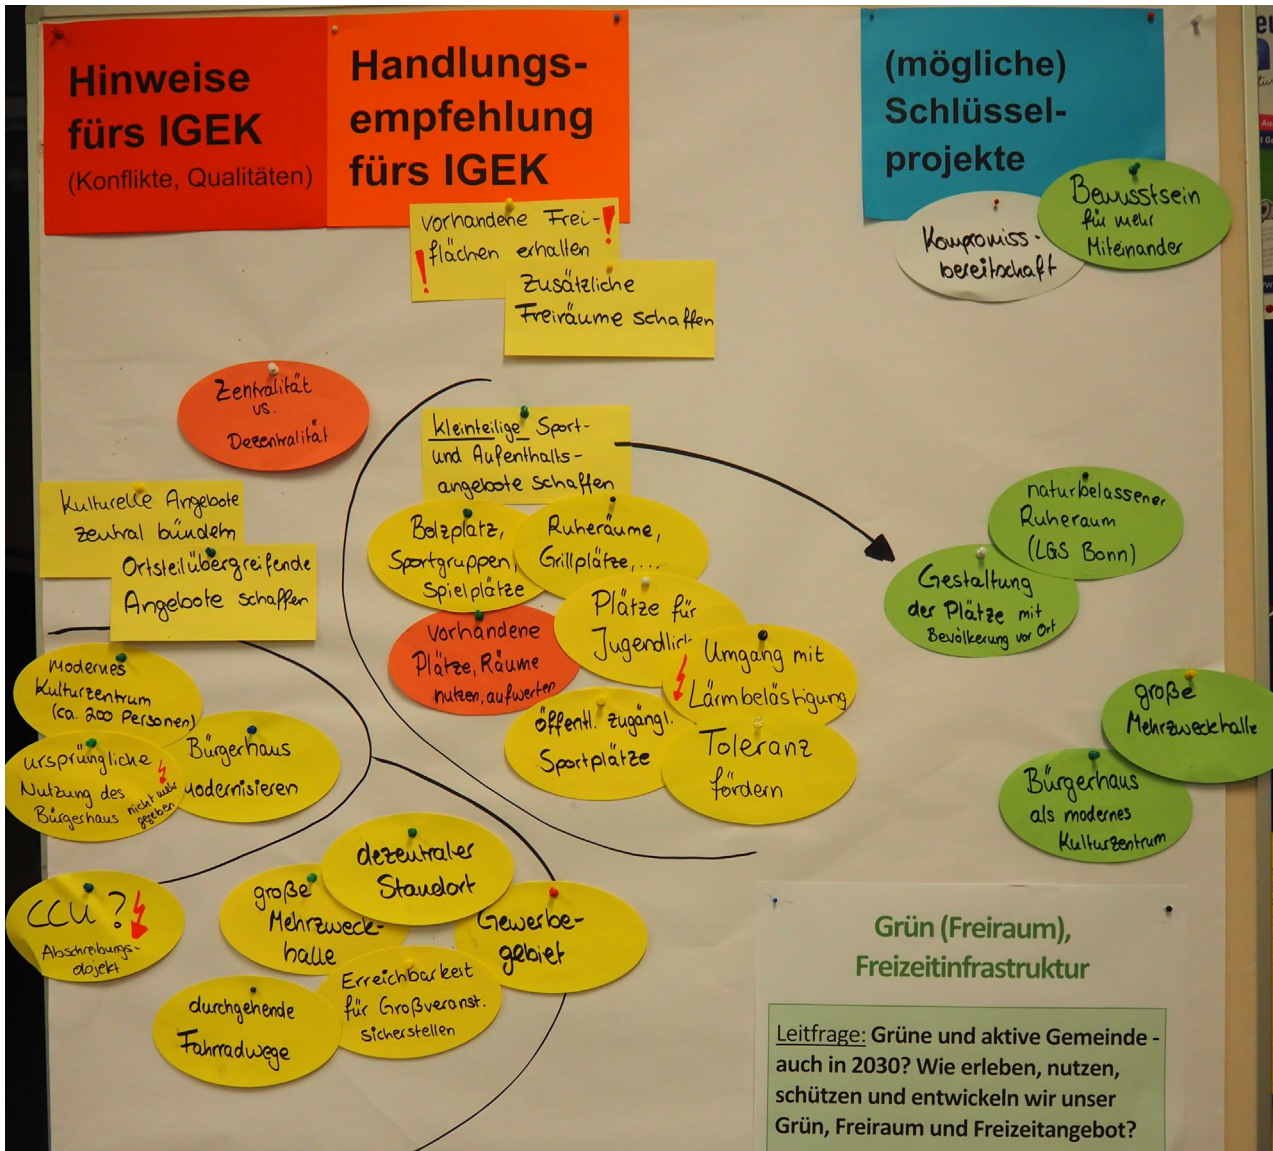 Hinweise
fürs IGEK
(Konflikte, Qualitäten)
Handlungs-
empfehlung
fürs IGEK
(mögliche)
Schlüssel-
projekte
vorhandene Frei-
flächen erhalten
!
!
Zusätzliche
Freiräume schaffen
Kompromiss-
bereitschaft
Bewusstsein
für mehr
Miteinander
Zentralität
vs.
Dezentralität
kleinteilige Sport-
und Aufenthalts-
angebote schaffen
Kulturelle Angebote
zentral bündeln
Ortsteilübergreifende
Angebote schaffen
Bolzplatz,
Sportgruppen,
Spielplätze
Ruheräume,
Grillplätze,...
Plätze für
Jugendlich
vorhandene
Plätze, Räume
nutzen, aufwerten
Umgang mit
Lärmbelästigung
öffentl. zugängl.
Sportplätze
Toleranz
fördern
naturbelassener
Ruheraum
(LGS Bonn)
Gestaltung
der Plätze mit
Bevölkerung vor Ort
modernes
Kulturzentrum
(ca. 200 Personen)
ursprüngliche
Nutzung des
Bürgerhaus nicht mehr
gegeben
Bürgerhaus
modernisieren
große
Mehrzweckhalle
Bürgerhaus
als modernes
Kulturzentrum
CCU?
Abschreibungs-
objekt
dezentraler
Standort
große
Mehrzweck-
halle
Gewerbe-
gebiet
Erreichbarkeit
für Großveranst.
sicherstellen
durchgehende
Fahrradwege
Grün (Freiraum),
Freizeitinfrastruktur
Leitfrage: Grüne und aktive Gemeinde -
auch in 2030? Wie erleben, nutzen,
schützen und entwickeln wir unser
Grün, Freiraum und Freizeitangebot?